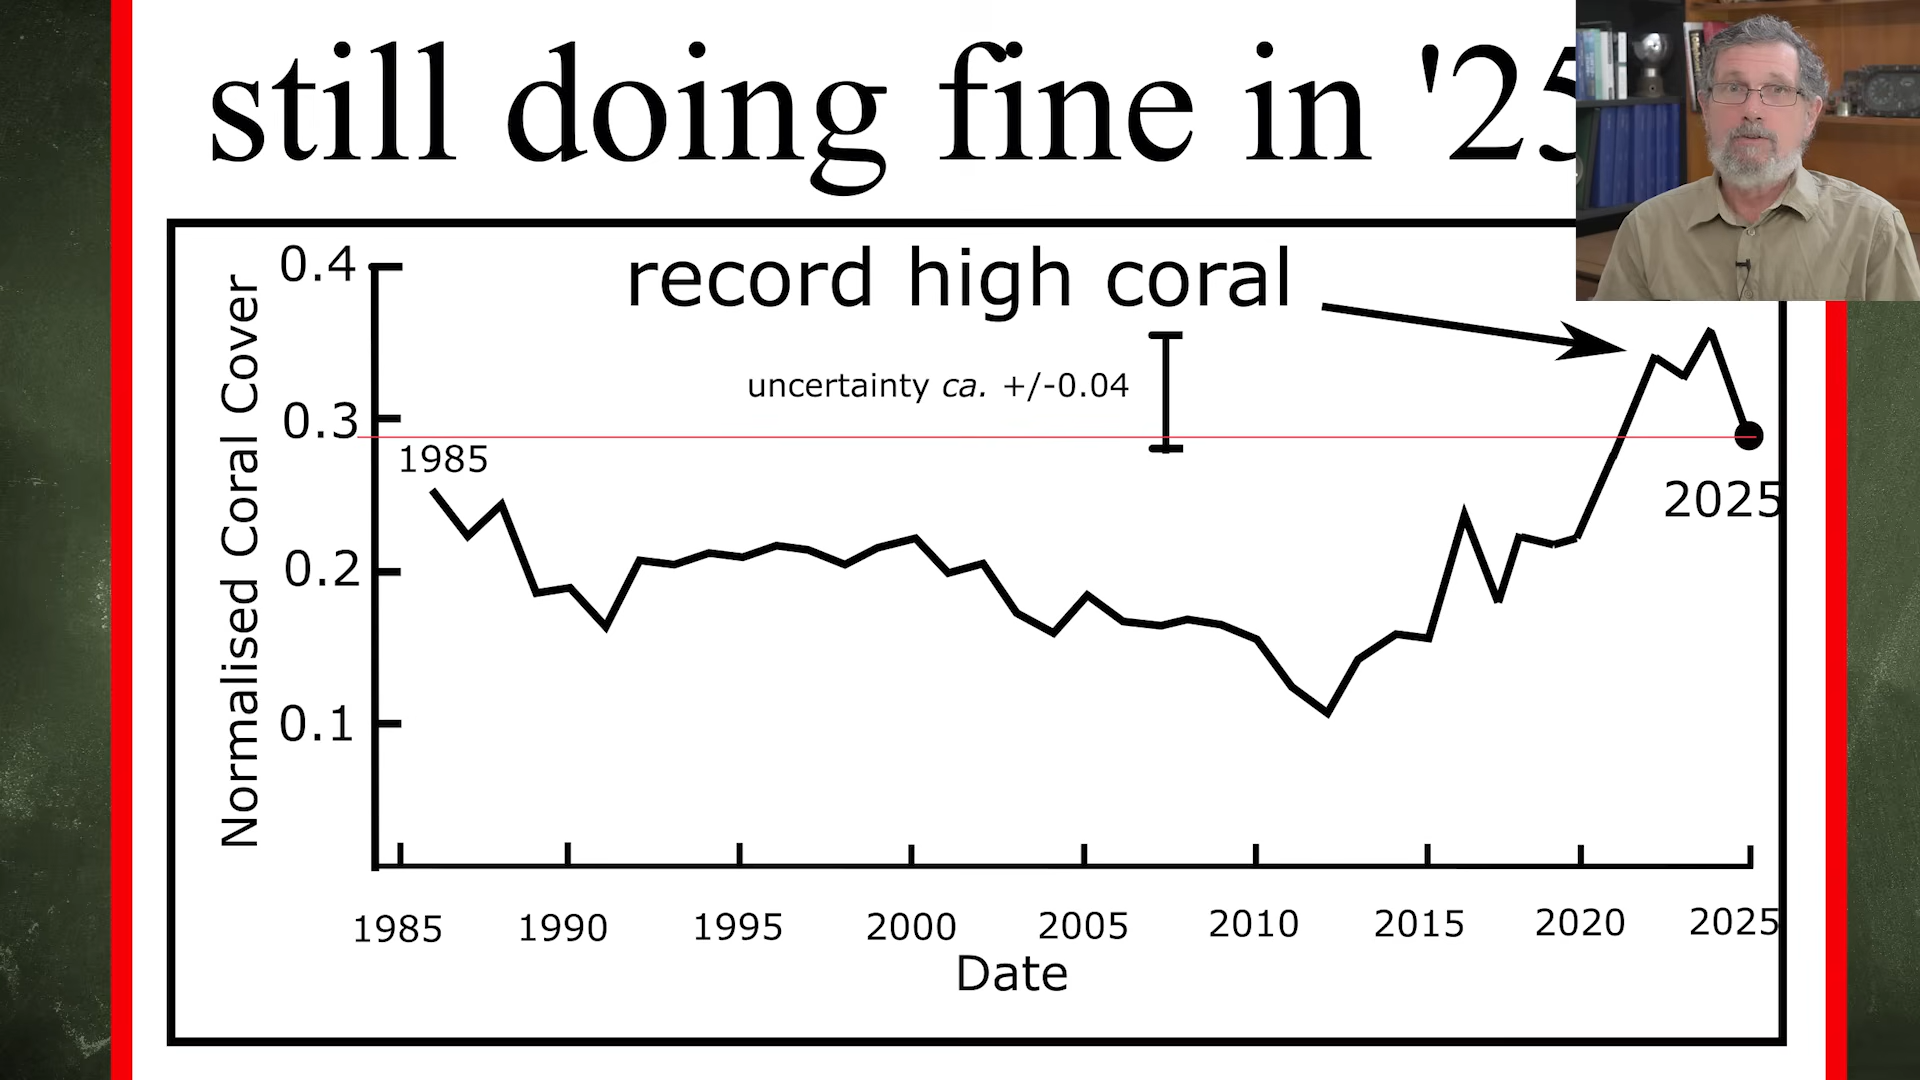 still doing fine in '25
record high coral
uncertainty ca. +/-0.04
Normalised Coral Cover
0.4
0.3
0.2
0.1
1985
2025
1985 1990 1995 2000 2005 2010 2015 2020 2025
Date